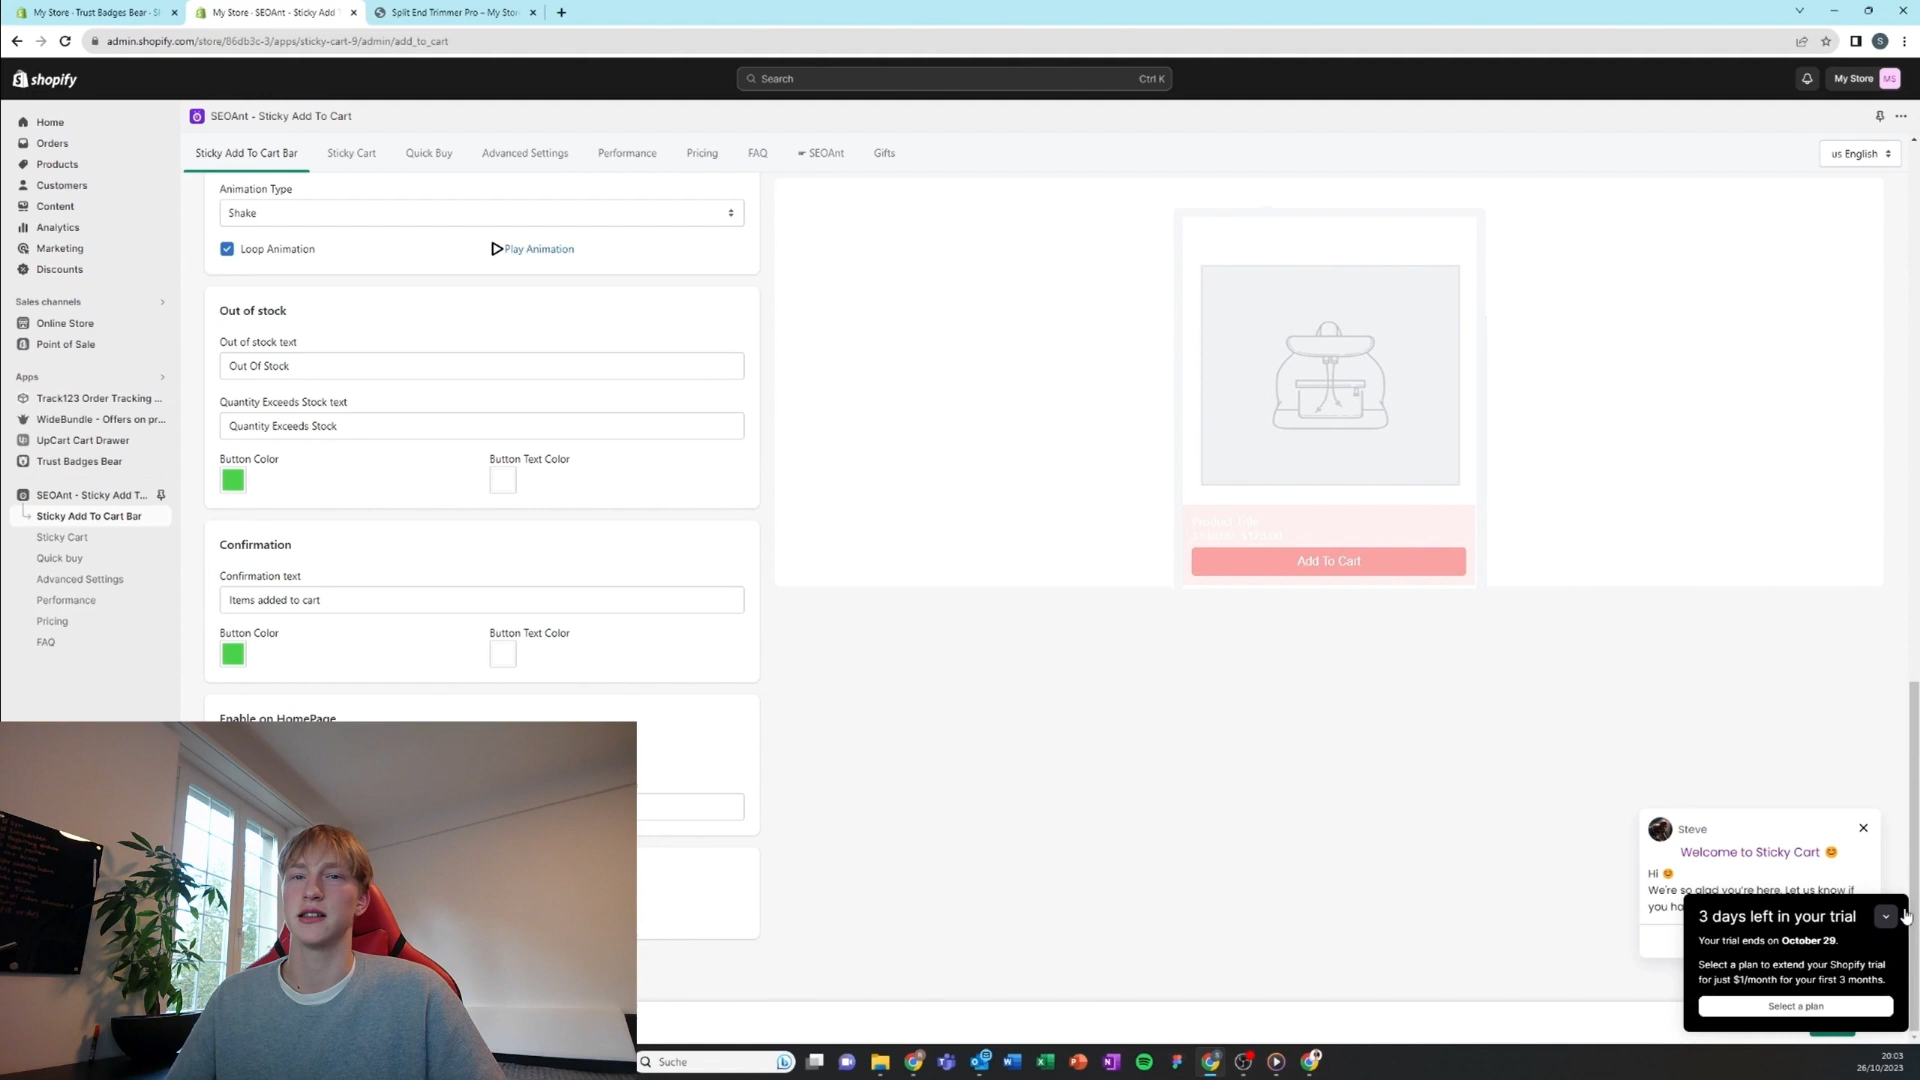 My Store · Trust Badges Bear · S
My Store · SEOAnt - Sticky Add
Split End Trimmer Pro – My Stor
admin.shopify.com/store/86db3c-3/apps/sticky-cart-9/admin/add_to_cart
S
shopify
Search
Ctrl K
My Store
MS
Home
Orders
Products
Customers
Content
Analytics
Marketing
Discounts
Sales channels
Online Store
Point of Sale
Apps
Track123 Order Tracking ...
WideBundle - Offers on pr...
UpCart Cart Drawer
Trust Badges Bear
SEOAnt - Sticky Add T...
Sticky Add To Cart Bar
Sticky Cart
Quick buy
Advanced Settings
Performance
Pricing
FAQ
SEOAnt - Sticky Add To Cart
Sticky Add To Cart Bar
Sticky Cart
Quick Buy
Advanced Settings
Performance
Pricing
FAQ
SEOAnt
Gifts
us English
Animation Type
Shake
Loop Animation
Play Animation
Out of stock
Out of stock text
Out Of Stock
Quantity Exceeds Stock text
Quantity Exceeds Stock
Button Color
Button Text Color
Confirmation
Confirmation text
Items added to cart
Button Color
Button Text Color
Enable on HomePage
Product Title
Add To Cart
Steve
Welcome to Sticky Cart
Hi
We're so glad you're here. Let us know if
you ha
3 days left in your trial
Your trial ends on October 29.
Select a plan to extend your Shopify trial
for just $1/month for your first 3 months.
Select a plan
Suche
20:03
26/10/2023